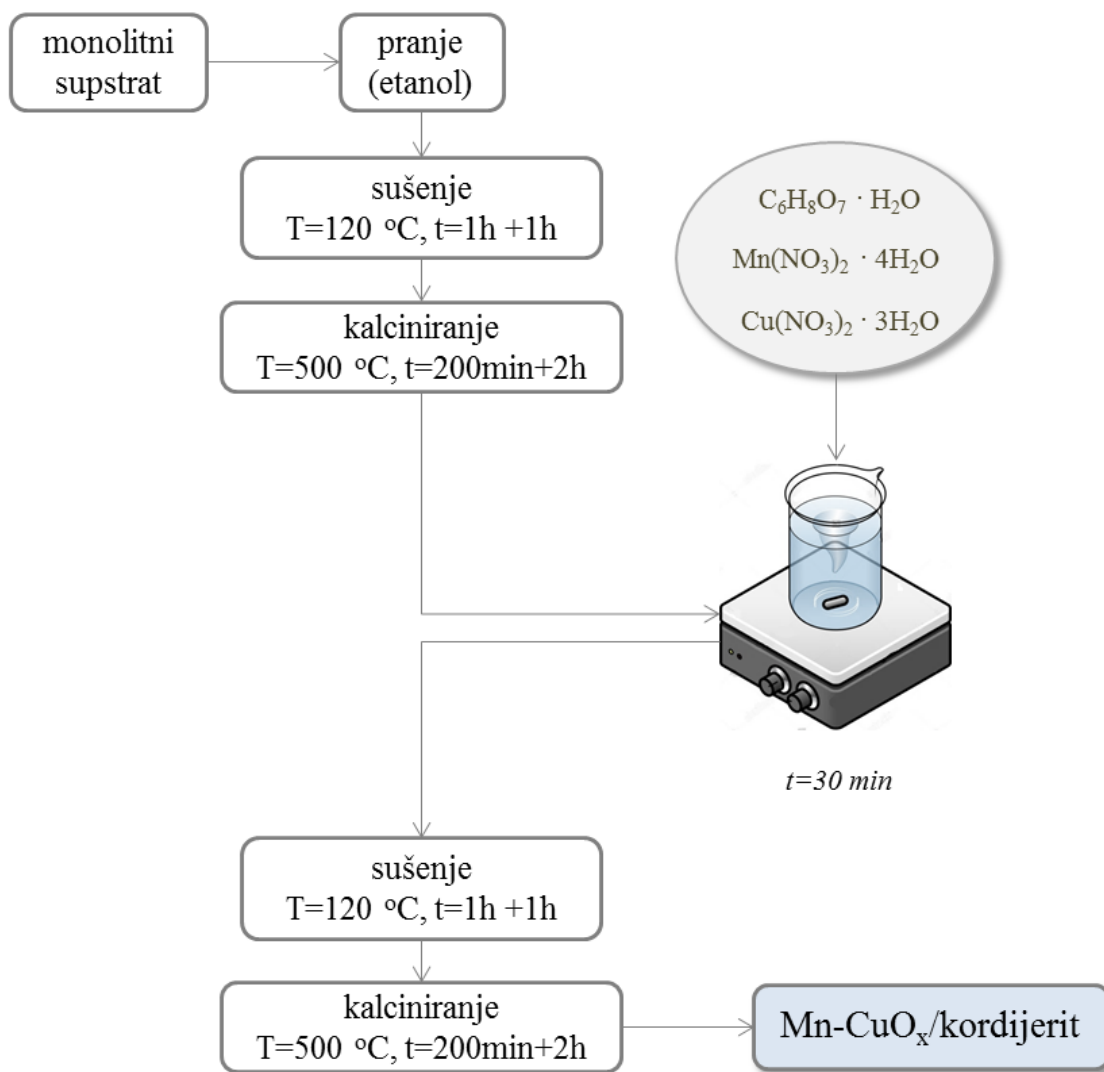 monolitni
supstrat
pranje
(etanol)
sušenje
T=120 °C, t=1h +1h
kalciniranje
T=500 °C, t=200min+2h
C₆H₈O₇ · H₂O
Mn(NO₃)₂ · 4H₂O
Cu(NO₃)₂ · 3H₂O
t=30 min
sušenje
T=120 °C, t=1h +1h
kalciniranje
T=500 °C, t=200min+2h
Mn-CuOₓ/kordijerit